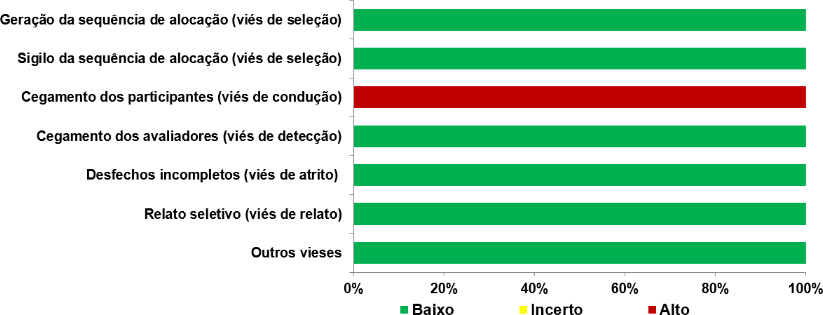 Geração da sequência de alocação (viés de seleção)
Sigilo da sequência de alocação (viés de seleção)
Cegamento dos participantes (viés de condução)
Cegamento dos avaliadores (viés de detecção)
Desfechos incompletos (viés de atrito)
Relato seletivo (viés de relato)
Outros vieses
0% 20% 40% 60% 80% 100%
Baixo Incerto Alto